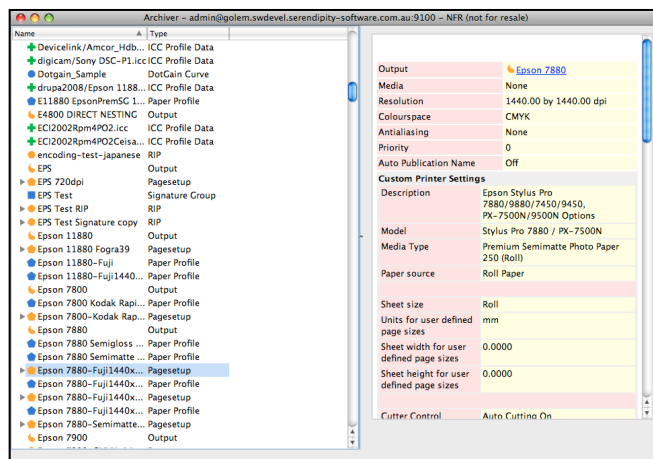 Archiver – admin@golem.swdevel.serendipity-software.com.au:9100 – NFR (not for resale)
Name Type
Devicelink/Amcor_Hdb... ICC Profile Data
digicam/Sony DSC-P1.icc ICC Profile Data
Dotgain_Sample DotGain Curve
drupa2008/Epson 1188... ICC Profile Data
E11880 EpsonPremSG 1... Paper Profile
E4800 DIRECT NESTING Output
ECI2002Rpm4PO2.icc ICC Profile Data
ECI2002Rpm4PO2Ceisa... ICC Profile Data
encoding-test-japanese RIP
EPS Output
EPS 720dpi Pagesetup
EPS Test Signature Group
EPS Test RIP RIP
EPS Test Signature copy RIP
Epson 11880 Output
Epson 11880 Fogra39 Pagesetup
Epson 11880-Fuji Paper Profile
Epson 11880-Fuji1440... Paper Profile
Epson 7800 Output
Epson 7800 Kodak Rapi... Paper Profile
Epson 7800-Kodak Rap... Pagesetup
Epson 7880 Output
Epson 7880 Semigloss ... Paper Profile
Epson 7880 Semimatte ... Paper Profile
Epson 7880-Fuji1440x... Pagesetup
Epson 7880-Fuji1440x... Paper Profile
Epson 7880-Fuji1440x... Pagesetup
Epson 7880-Fuji1440x... Paper Profile
Epson 7880-Semimatte... Pagesetup
Epson 7900 Output
Output Epson 7880
Media None
Resolution 1440.00 by 1440.00 dpi
Colourspace CMYK
Antialiasing None
Priority 0
Auto Publication Name Off
Custom Printer Settings
Description Epson Stylus Pro
7880/9880/7450/9450,
PX-7500N/9500N Options
Model Stylus Pro 7880 / PX-7500N
Media Type Premium Semimatte Photo Paper
250 (Roll)
Paper source Roll Paper
Sheet size Roll
Units for user defined mm
page sizes
Sheet width for user 0.0000
defined page sizes
Sheet height for user 0.0000
defined page sizes
Cutter Control Auto Cutting On